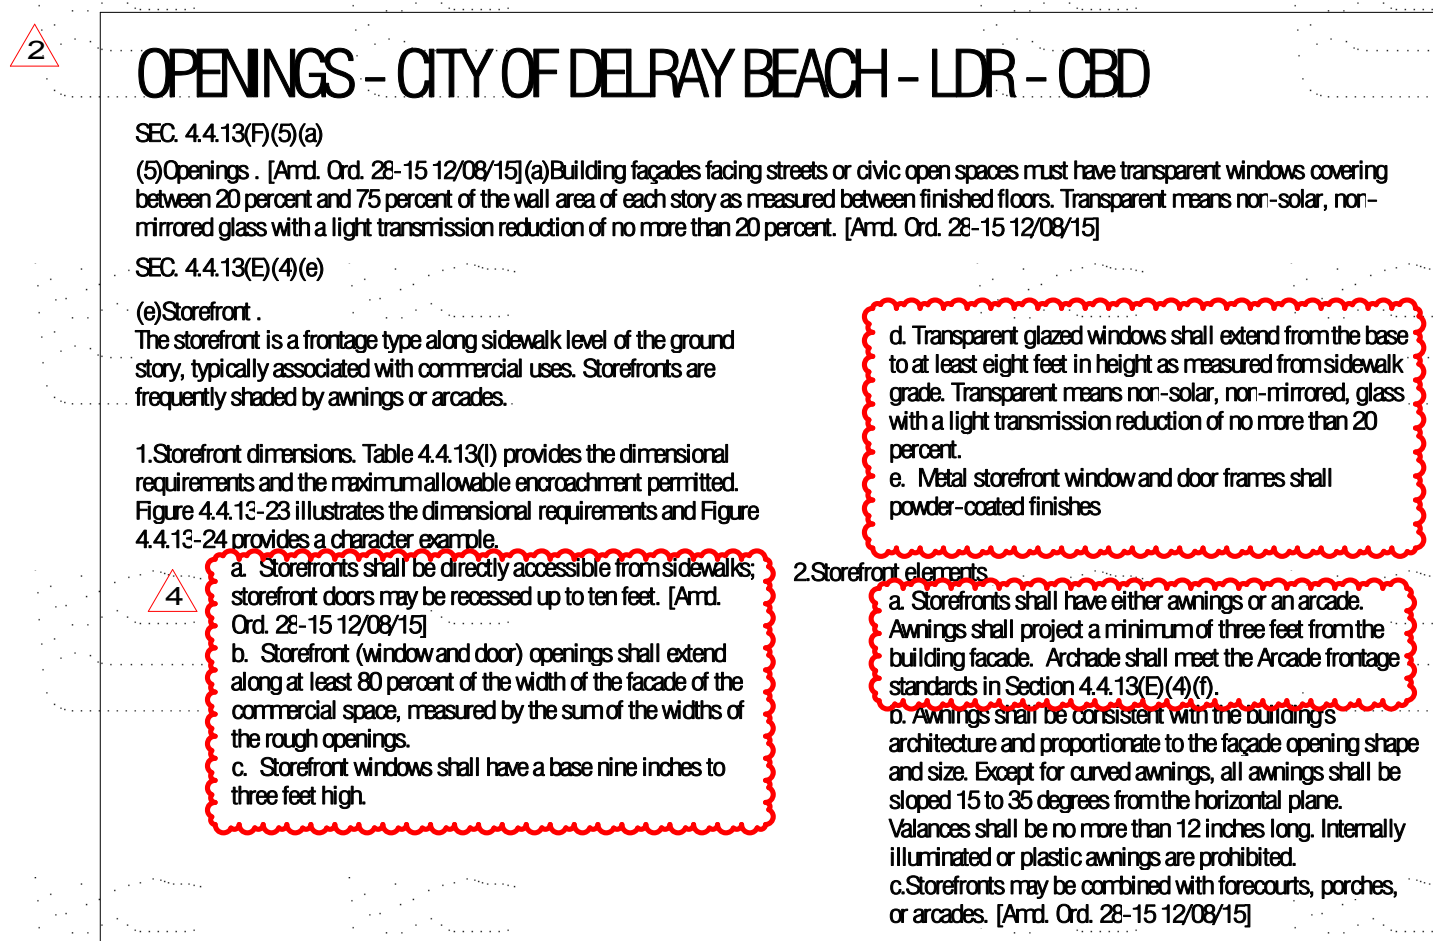 2
OPENINGS - CITY OF DELRAY BEACH - LDR - CBD
SEC. 4.4.13(F)(5)(a)
(5)Openings . [Amd. Ord. 28-15 12/08/15](a)Building façades facing streets or civic open spaces must have transparent windows covering
between 20 percent and 75 percent of the wall area of each story as measured between finished floors. Transparent means non-solar, non-
mirrored glass with a light transmission reduction of no more than 20 percent. [Amd. Ord. 28-15 12/08/15]
SEC. 4.4.13(E)(4)(e)
(e)Storefront .
The storefront is a frontage type along sidewalk level of the ground
story, typically associated with commercial uses. Storefronts are
frequently shaded by awnings or arcades.
1.Storefront dimensions. Table 4.4.13(I) provides the dimensional
requirements and the maximum allowable encroachment permitted.
Figure 4.4.13-23 illustrates the dimensional requirements and Figure
4.4.13-24 provides a character example.
4
a. Storefronts shall be directly accessible from sidewalks;
storefront doors may be recessed up to ten feet. [Amd.
Ord. 28-15 12/08/15]
b. Storefront (window and door) openings shall extend
along at least 80 percent of the width of the facade of the
commercial space, measured by the sum of the widths of
the rough openings.
c. Storefront windows shall have a base nine inches to
three feet high.
d. Transparent glazed windows shall extend from the base
to at least eight feet in height as measured from sidewalk
grade. Transparent means non-solar, non-mirrored, glass
with a light transmission reduction of no more than 20
percent.
e. Metal storefront window and door frames shall
powder-coated finishes
2.Storefront elements
a. Storefronts shall have either awnings or an arcade.
Awnings shall project a minimum of three feet from the
building facade. Archade shall meet the Arcade frontage
standards in Section 4.4.13(E)(4)(f).
b. Awnings shall be consistent with the building's
architecture and proportionate to the façade opening shape
and size. Except for curved awnings, all awnings shall be
sloped 15 to 35 degrees from the horizontal plane.
Valances shall be no more than 12 inches long. Internally
illuminated or plastic awnings are prohibited.
c.Storefronts may be combined with forecourts, porches,
or arcades. [Amd. Ord. 28-15 12/08/15]